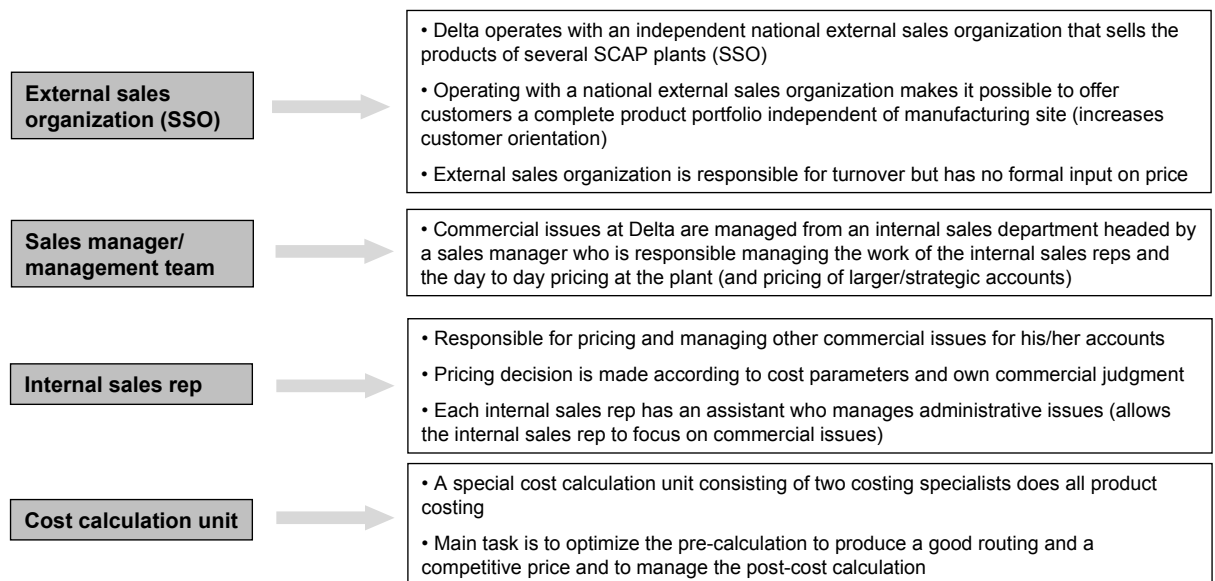 External sales
organization (SSO)
• Delta operates with an independent national external sales organization that sells the
products of several SCAP plants (SSO)
• Operating with a national external sales organization makes it possible to offer
customers a complete product portfolio independent of manufacturing site (increases
customer orientation)
• External sales organization is responsible for turnover but has no formal input on price
Sales manager/
management team
• Commercial issues at Delta are managed from an internal sales department headed by
a sales manager who is responsible managing the work of the internal sales reps and
the day to day pricing at the plant (and pricing of larger/strategic accounts)
Internal sales rep
• Responsible for pricing and managing other commercial issues for his/her accounts
• Pricing decision is made according to cost parameters and own commercial judgment
• Each internal sales rep has an assistant who manages administrative issues (allows
the internal sales rep to focus on commercial issues)
Cost calculation unit
• A special cost calculation unit consisting of two costing specialists does all product
costing
• Main task is to optimize the pre-calculation to produce a good routing and a
competitive price and to manage the post-cost calculation